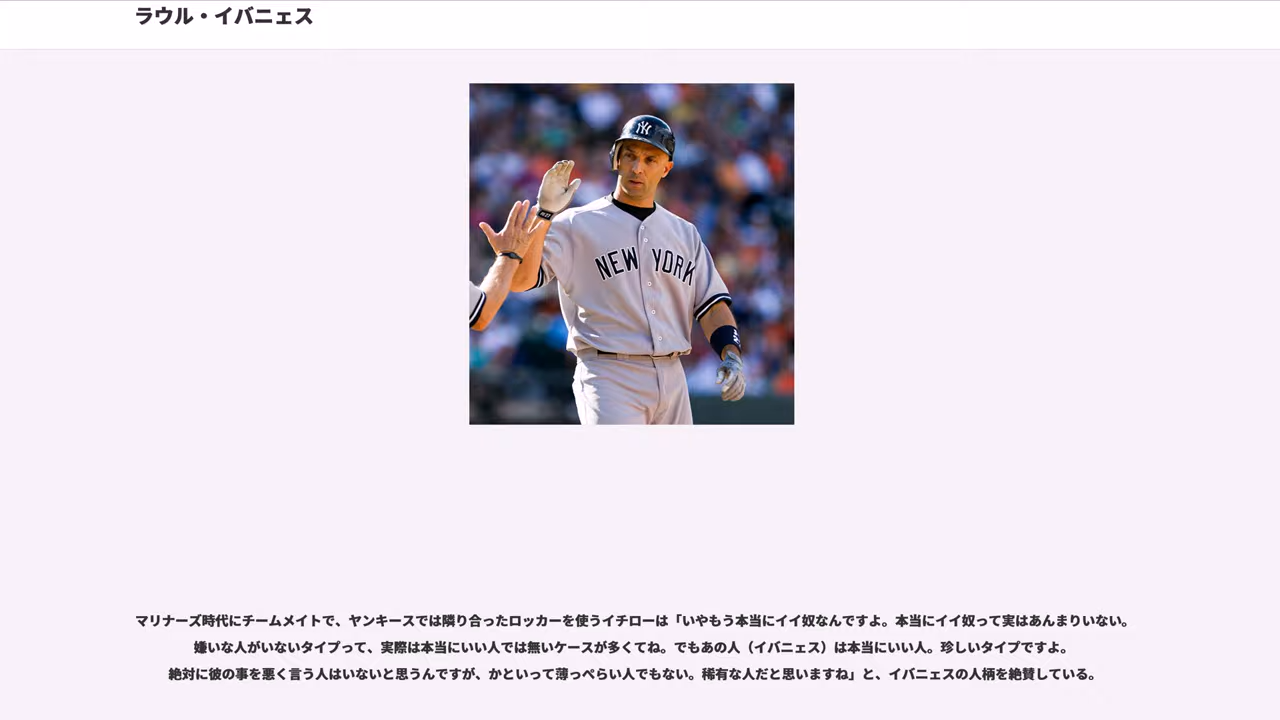 ラウル・イバニェス
NY
NEW YORK
マリナーズ時代にチームメイトで、ヤンキースでは隣り合ったロッカーを使うイチローは「いやもう本当にイイ奴なんですよ。本当にイイ奴って実はあんまりいない。
嫌いな人がいないタイプって、実際は本当にいい人では無いケースが多くてね。でもあの人（イバニェス）は本当にいい人。珍しいタイプですよ。
絶対に彼の事を悪く言う人はいないと思うんですが、かといって薄っぺらい人でもない。稀有な人だと思いますね」と、イバニェスの人柄を絶賛している。